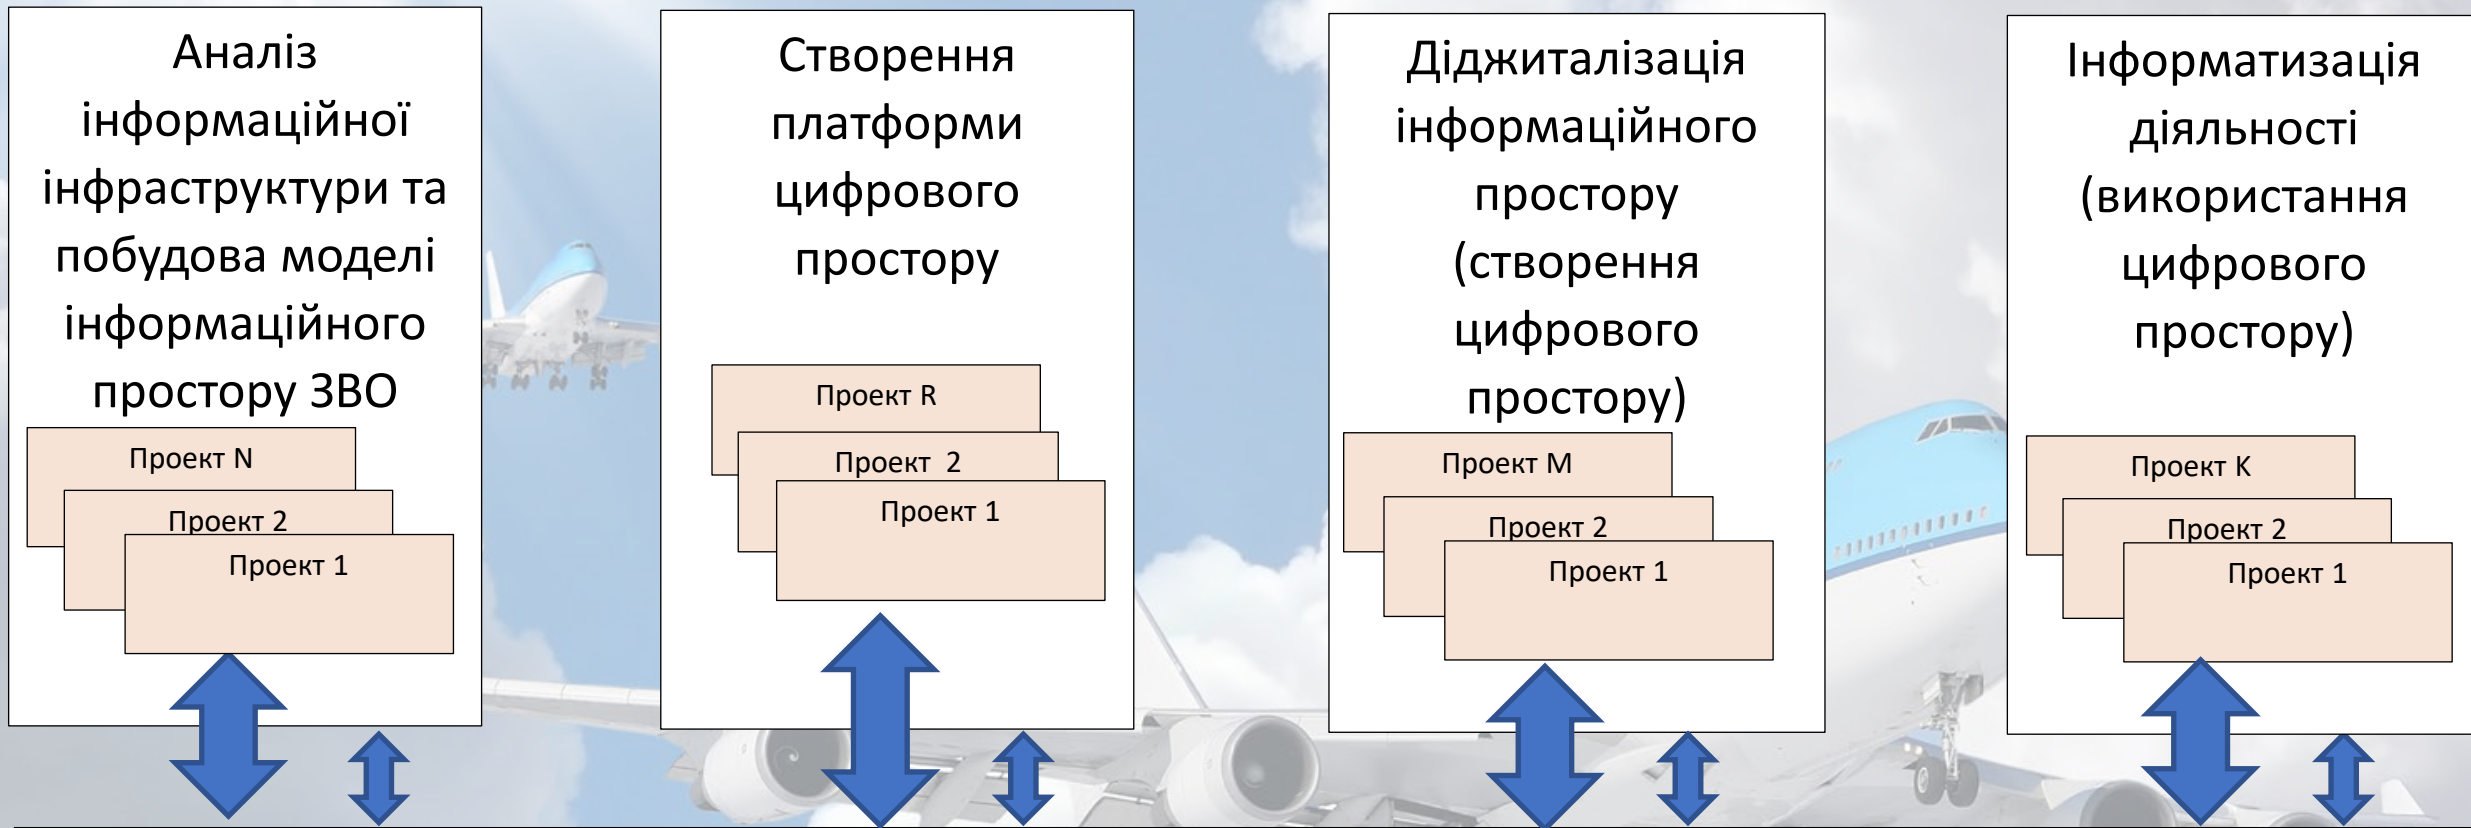 Аналіз
інформаційної
інфраструктури та
побудова моделі
інформаційного
простору ЗВО
Проект N
Проект 2
Проект 1
Створення
платформи
цифрового
простору
Проект R
Проект  2
Проект 1
Діджиталізація
інформаційного
простору
(створення
цифрового
простору)
Проект M
Проект 2
Проект 1
Інформатизація
діяльності
(використання
цифрового
простору)
Проект K
Проект 2
Проект 1